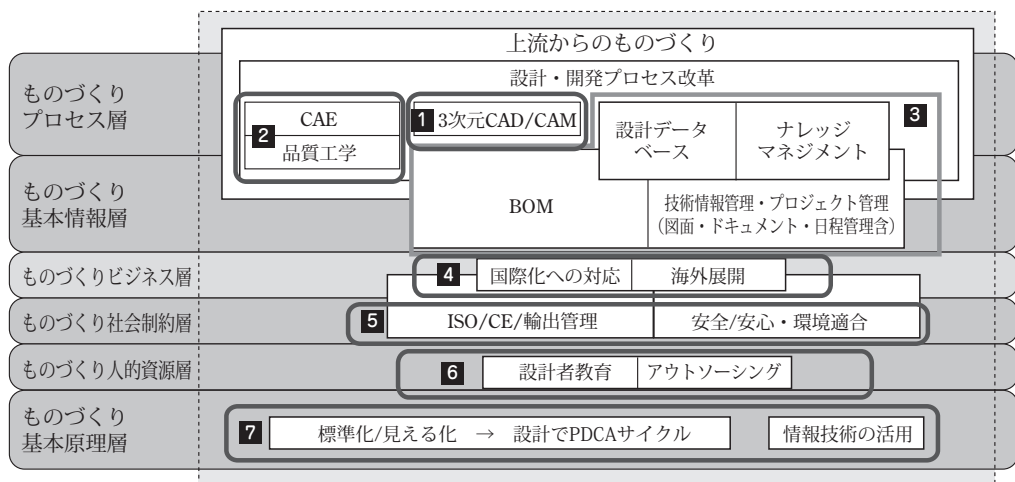 上流からのものづくり
設計・開発プロセス改革
ものづくり
プロセス層
2
CAE
品質工学
1 3次元CAD/CAM
設計データ
ベース
ナレッジ
マネジメント
3
ものづくり
基本情報層
BOM
技術情報管理・プロジェクト管理
(図面・ドキュメント・日程管理含)
ものづくりビジネス層
4 国際化への対応 海外展開
ものづくり社会制約層
5 ISO/CE/輸出管理 安全/安心・環境適合
ものづくり人的資源層
6 設計者教育 アウトソーシング
ものづくり
基本原理層
7 標準化/見える化 → 設計でPDCAサイクル 情報技術の活用